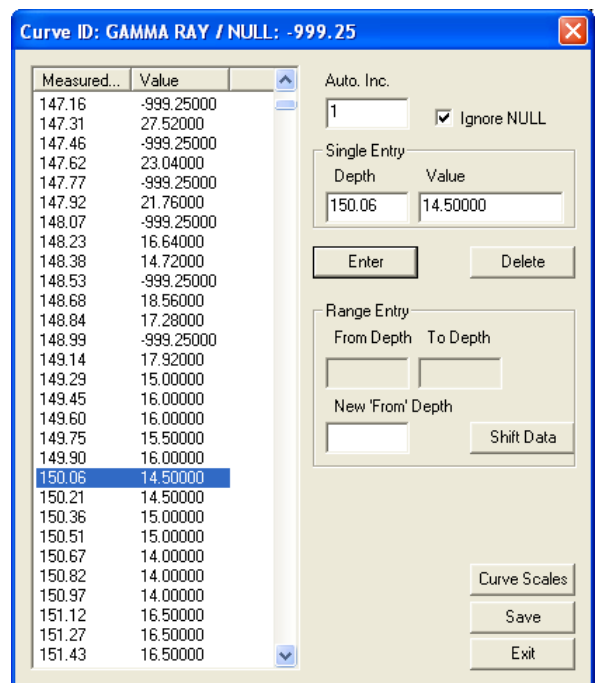 Curve ID: GAMMA RAY / NULL: -999.25
Measured... Value
147.16 -999.25000
147.31 27.52000
147.46 -999.25000
147.62 23.04000
147.77 -999.25000
147.92 21.76000
148.07 -999.25000
148.23 16.64000
148.38 14.72000
148.53 -999.25000
148.68 18.56000
148.84 17.28000
148.99 -999.25000
149.14 17.92000
149.29 15.00000
149.45 16.00000
149.60 16.00000
149.75 15.50000
149.90 16.00000
150.06 14.50000
150.21 14.50000
150.36 15.00000
150.51 15.00000
150.67 14.00000
150.82 14.00000
150.97 14.00000
151.12 16.50000
151.27 16.50000
151.43 16.50000
Auto. Inc.
1
Ignore NULL
Single Entry
Depth Value
150.06 14.50000
Enter Delete
Range Entry
From Depth To Depth
New 'From' Depth
Shift Data
Curve Scales
Save
Exit